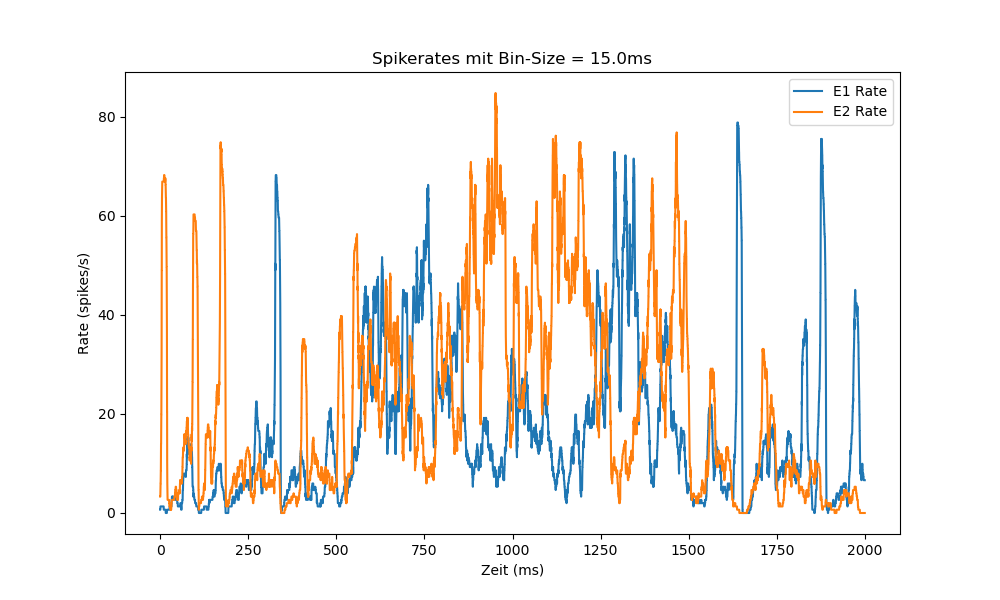 Spikerates mit Bin-Size = 15.0ms
E1 Rate
E2 Rate
Rate (spikes/s)
80
60
40
20
0
0 250 500 750 1000 1250 1500 1750 2000
Zeit (ms)